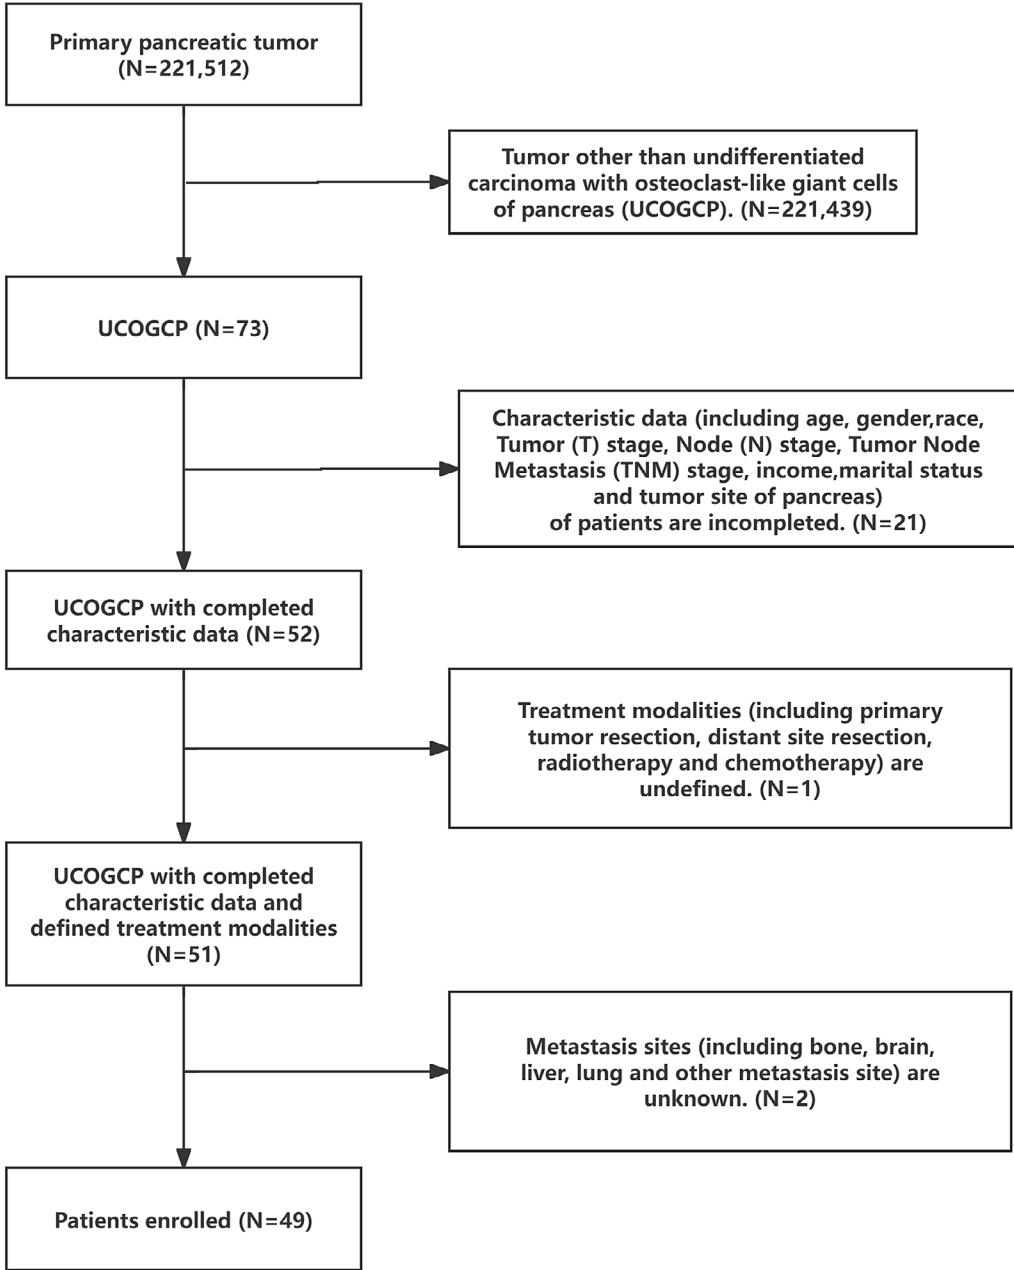 Primary pancreatic tumor
(N=221,512)
Tumor other than undifferentiated
carcinoma with osteoclast-like giant cells
of pancreas (UCOGCP). (N=221,439)
UCOGCP (N=73)
Characteristic data (including age, gender,race,
Tumor (T) stage, Node (N) stage, Tumor Node
Metastasis (TNM) stage, income,marital status
and tumor site of pancreas)
of patients are incompleted. (N=21)
UCOGCP with completed
characteristic data (N=52)
Treatment modalities (including primary
tumor resection, distant site resection,
radiotherapy and chemotherapy) are
undefined. (N=1)
UCOGCP with completed
characteristic data and
defined treatment modalities
(N=51)
Metastasis sites (including bone, brain,
liver, lung and other metastasis site) are
unknown. (N=2)
Patients enrolled (N=49)